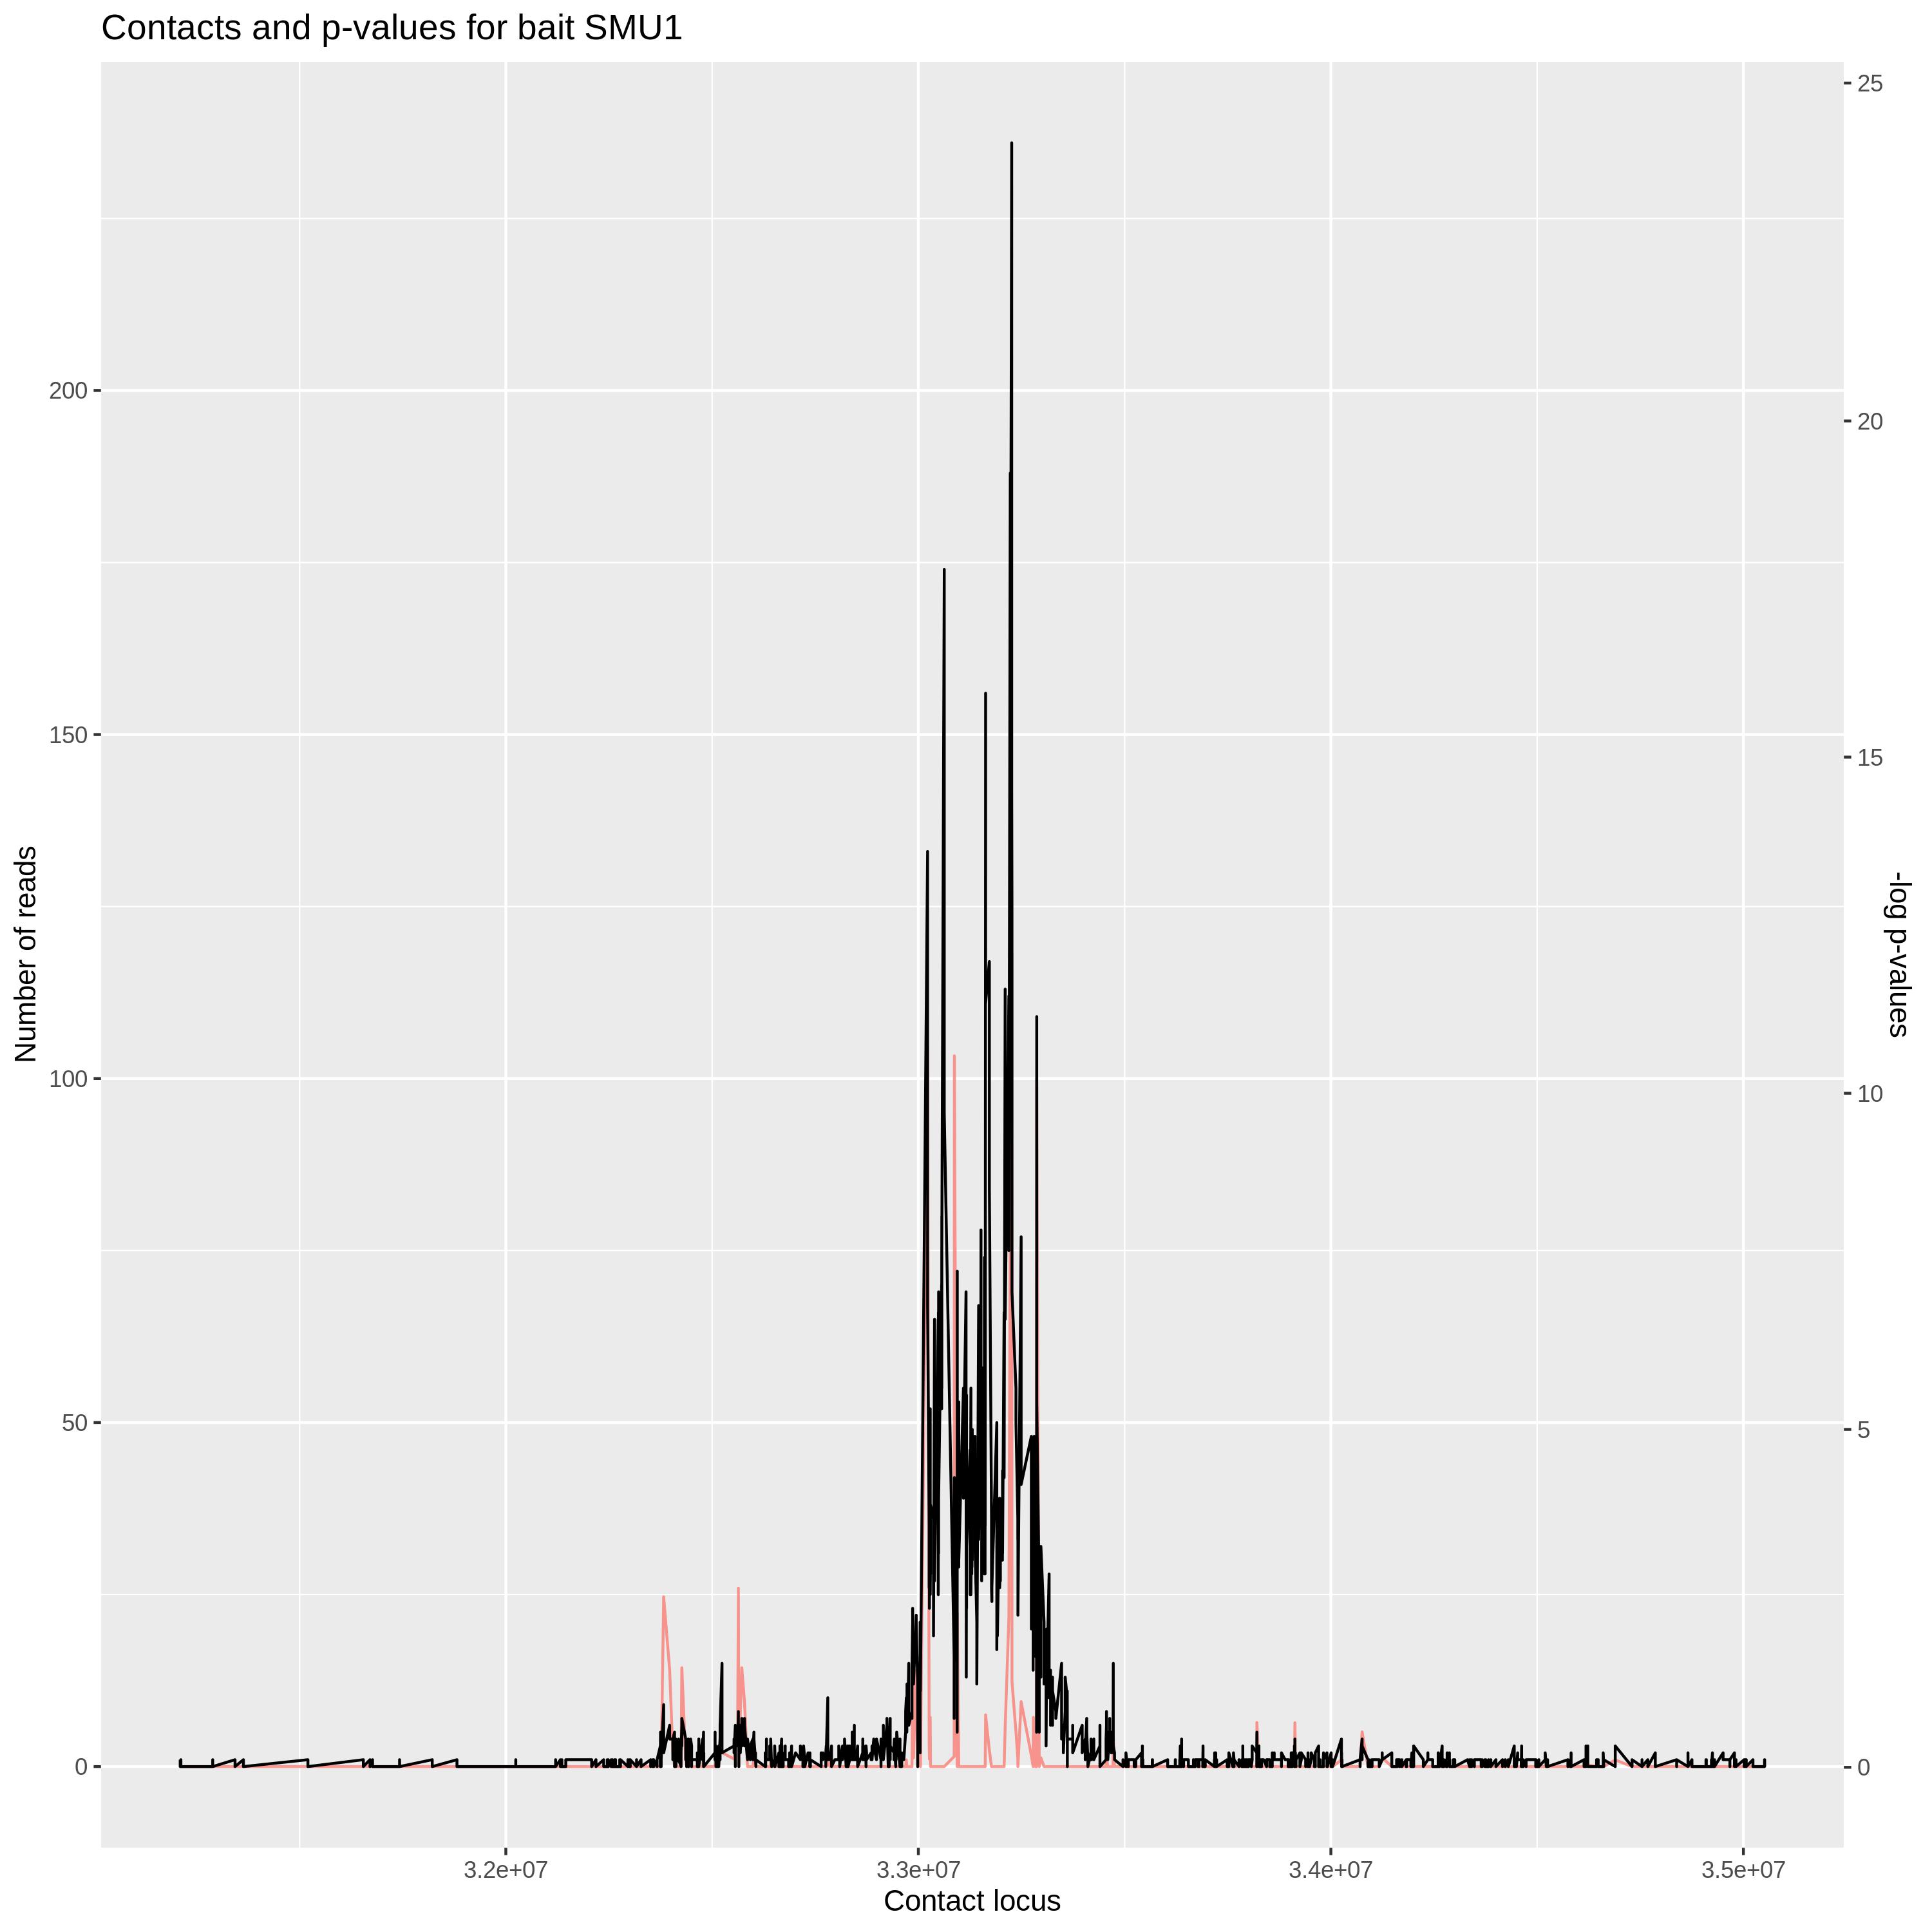 Contacts and p-values for bait SMU1
25
20
15
10
5
0
200
150
100
50
0
Number of reads
-log p-values
3.2e+07
3.3e+07
3.4e+07
3.5e+07
Contact locus